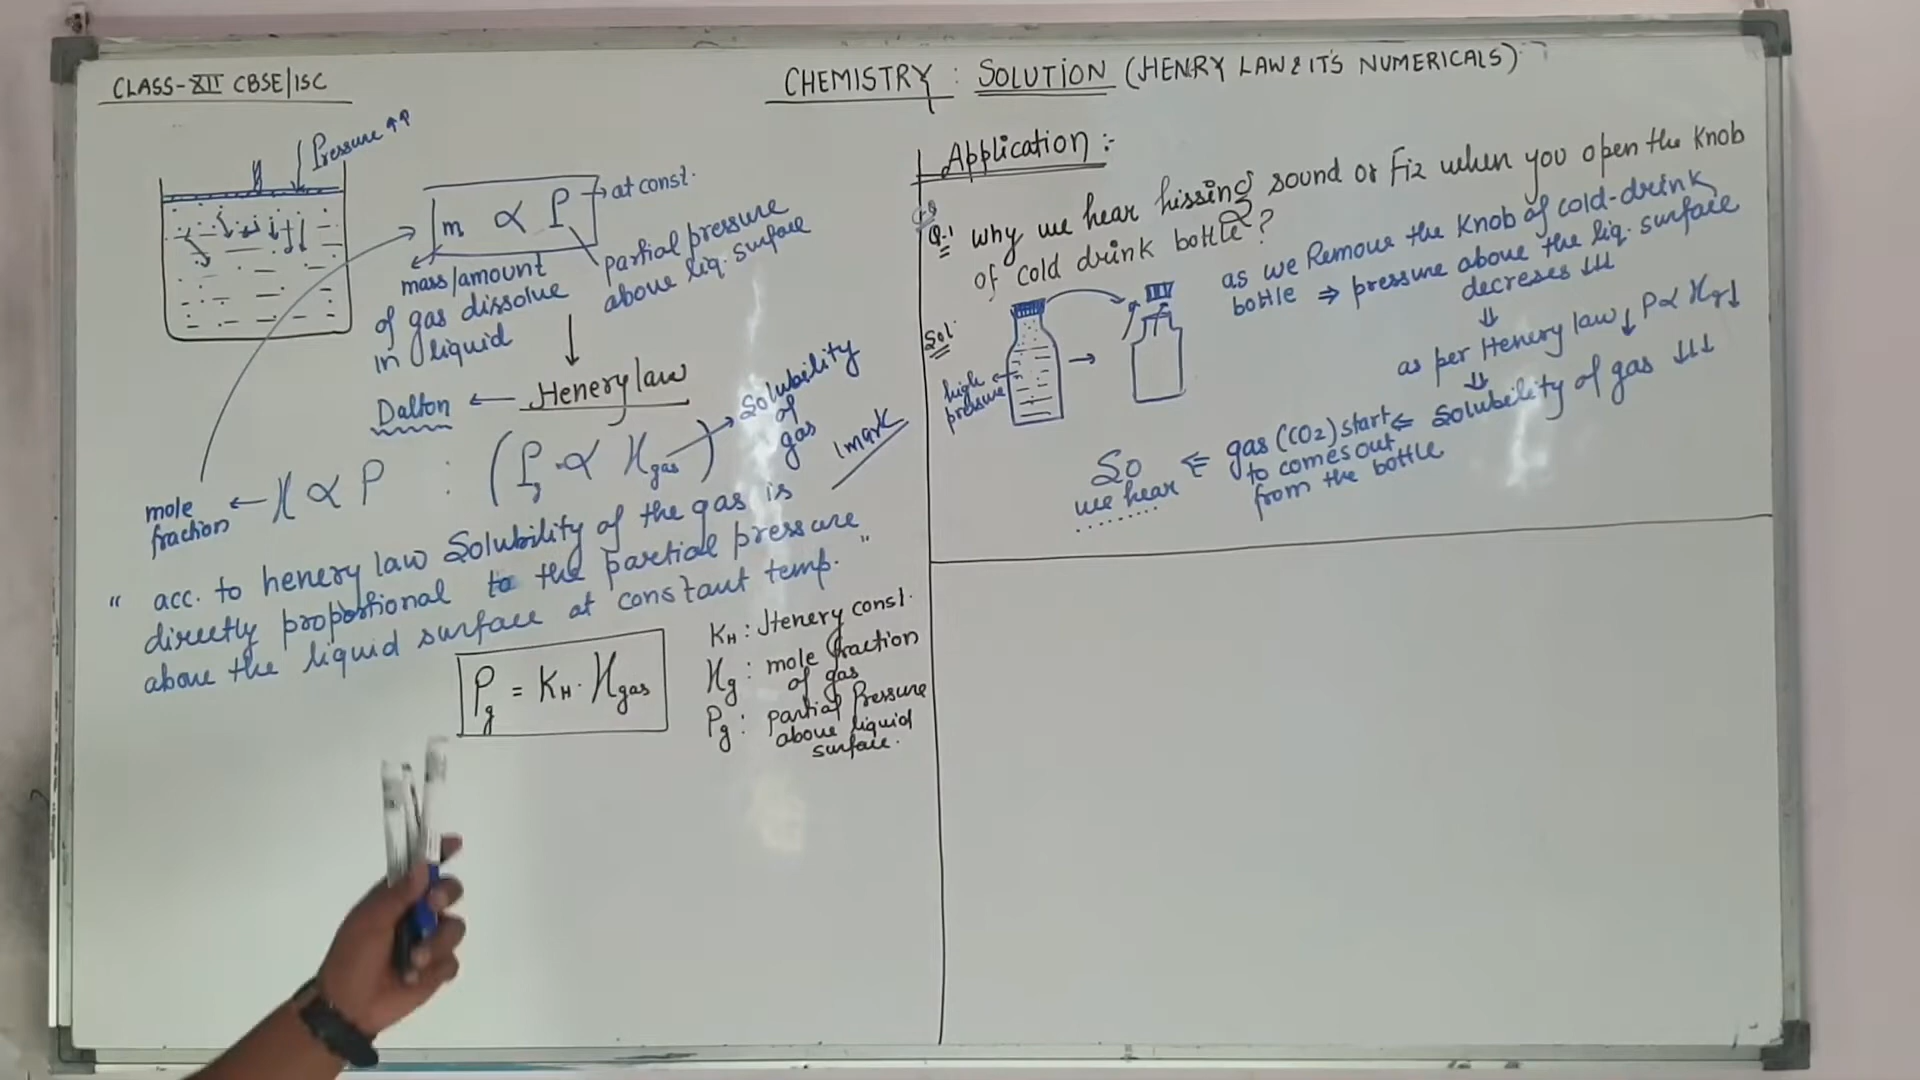 CLASS-XII CBSE/ISC
CHEMISTRY : SOLUTION (HENRY LAW & ITS NUMERICALS)
Pressure ↑↑
m ∝ P → at const.
mass/amount
of gas dissolve
in liquid
partial pressure
above liq. surface
Dalton ← Henery law
mole
fraction ← X ∝ P : (Pg ∝ Xgas)
Solubility
of
gas
1 mark
" acc. to henery law Solubility of the gas is
directly proportional to the partial pressure
above the liquid surface at constant temp. "
Pg = KH. Xgas
KH : Henery const.
Xg : mole fraction
of gas
Pg : partial Pressure
above liquid
surface.
Application :-
Q.1 why we hear hissing sound or Fiz when you open the Knob
of cold drink bottle ?
Sol.
high
pressure
as we Remove the Knob of cold-drink
bottle ⇒ pressure above the liq. surface
decreses ↓↓↓
⇓
as per Henery law ↓ P ∝ Xg ↓
⇓
gas (CO2) start ⇐ Solubility of gas ↓↓↓
to comes out
from the bottle
So ⇐
we hear
.......